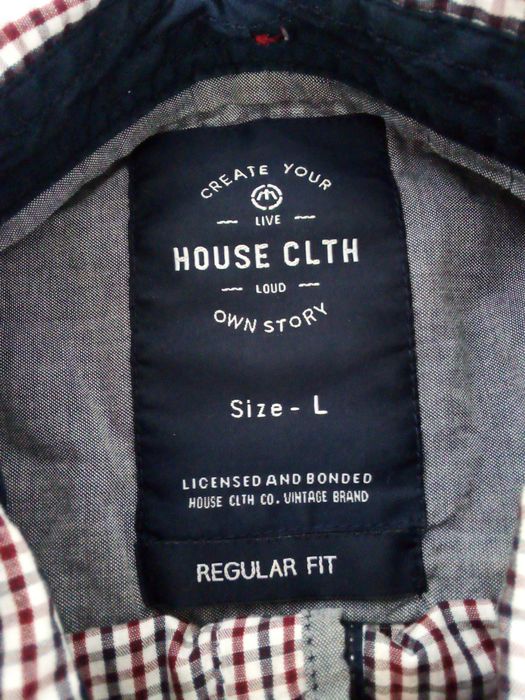 CREATE YOUR
LIVE
HOUSE CLTH
LOUD
OWN STORY
Size - L
LICENSED AND BONDED
HOUSE CLTH CO. VINTAGE BRAND
REGULAR FIT